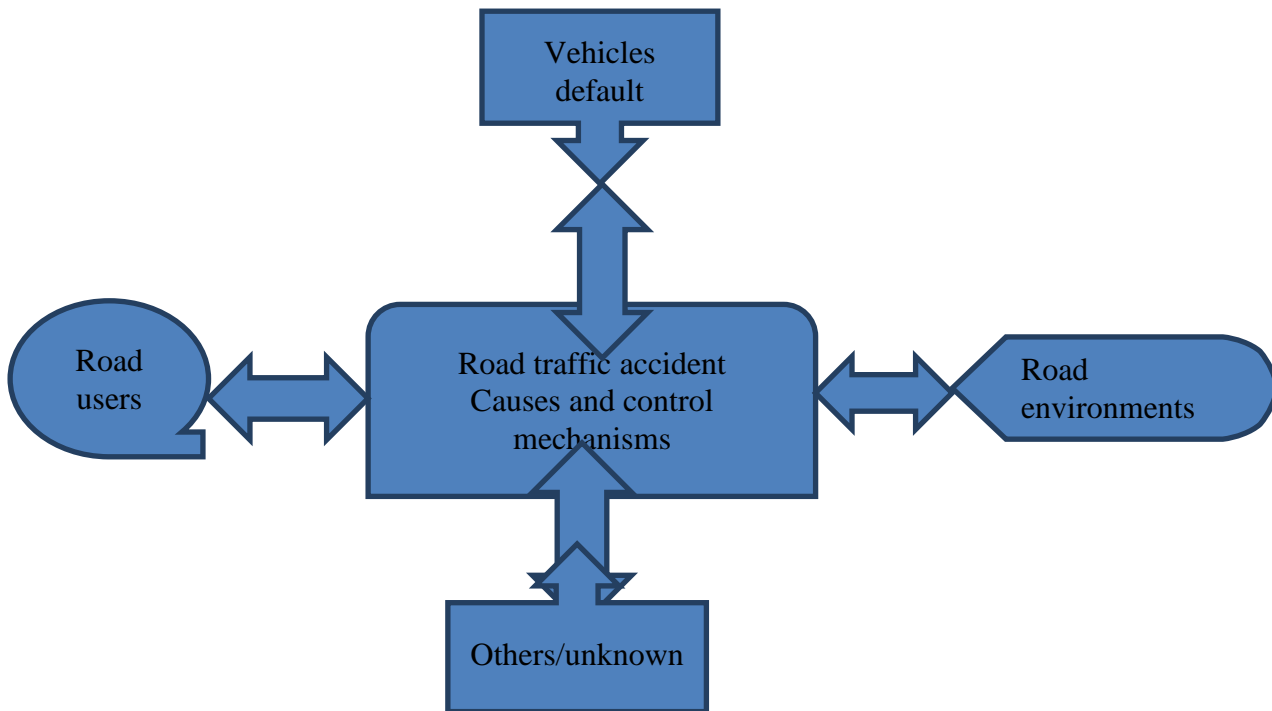 Vehicles
default
Road
users
Road traffic accident
Causes and control
mechanisms
Road
environments
Others/unknown